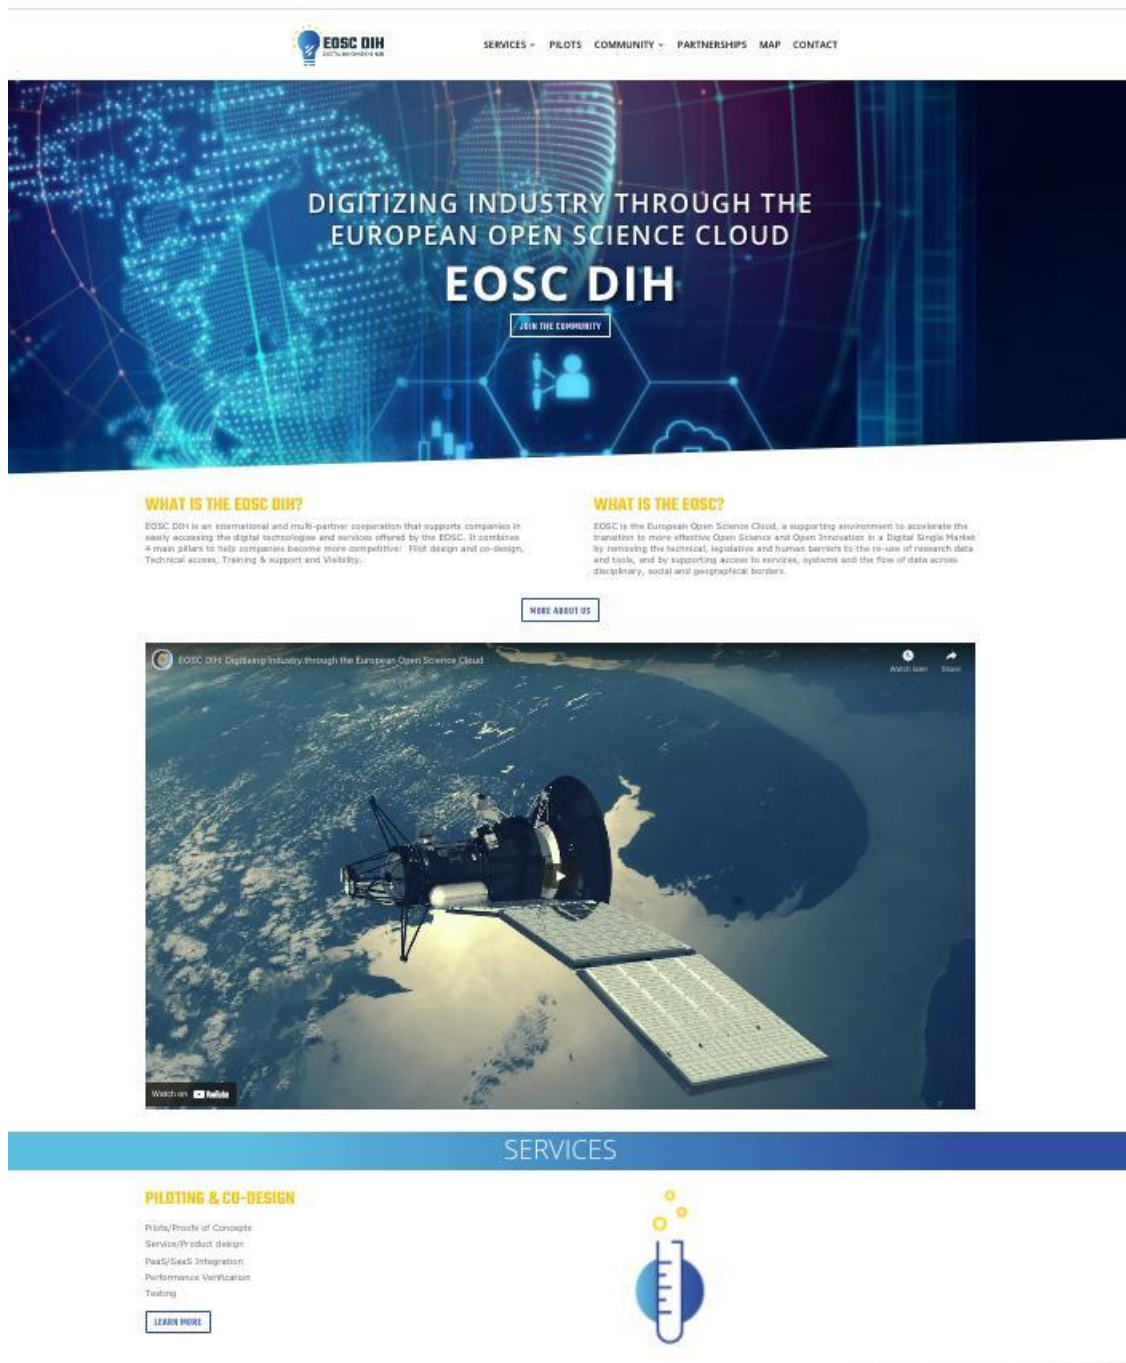 EOSC DIH
DIGITAL INNOVATION HUB
SERVICES PILOTS COMMUNITY PARTNERSHIPS MAP CONTACT
DIGITIZING INDUSTRY THROUGH THE
EUROPEAN OPEN SCIENCE CLOUD
EOSC DIH
JOIN THE COMMUNITY
WHAT IS THE EOSC DIH?
EOSC DIH is an international and multi-partner cooperation that supports companies in
easily accessing the digital technologies and services offered by the EOSC. It combines
4 main pillars to help companies become more competitive: Pilot design and co-design,
Technical access, Training & support and Visibility.
WHAT IS THE EOSC?
EOSC is the European Open Science Cloud, a supporting environment to accelerate the
transition to more effective Open Science and Open Innovation in a Digital Single Market
by removing the technical, legislative and human barriers to the re-use of research data
and tools, and by supporting access to services, systems and the flow of data across
disciplinary, social and geographical borders.
MORE ABOUT US
EOSC DIH: Digitising Industry through the European Open Science Cloud
Watch later Share
Watch on YouTube
SERVICES
PILOTING & CO-DESIGN
Pilots/Proofs of Concepts
Service/Product design
PaaS/SaaS Integration
Performance Verification
Testing
LEARN MORE